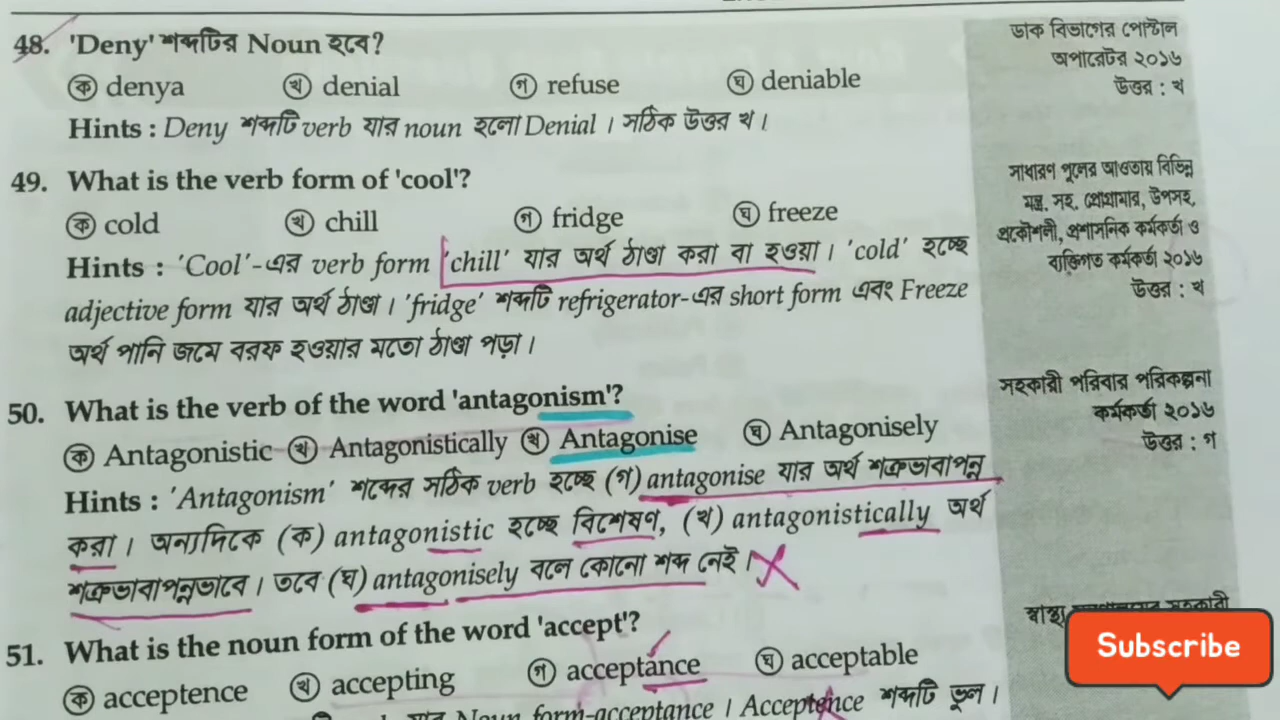 48. 'Deny' শব্দটির Noun হবে?
ক denya খ denial গ refuse ঘ deniable
Hints : Deny শব্দটি verb যার noun হলো Denial । সঠিক উত্তর খ।
ডাক বিভাগের পোস্টাল
অপারেটর ২০১৬
উত্তর : খ
49. What is the verb form of 'cool'?
ক cold খ chill গ fridge ঘ freeze
Hints : 'Cool'-এর verb form 'chill' যার অর্থ ঠাণ্ডা করা বা হওয়া। 'cold' হচ্ছে
adjective form যার অর্থ ঠাণ্ডা। 'fridge' শব্দটি refrigerator-এর short form এবং Freeze
অর্থ পানি জমে বরফ হওয়ার মতো ঠাণ্ডা পড়া।
সাধারণ পুলের আওতায় বিভিন্ন
মন্ত্র. সহ. প্রোগ্রামার, উপসহ.
প্রকৌশলী, প্রশাসনিক কর্মকর্তা ও
ব্যক্তিগত কর্মকর্তা ২০১৬
উত্তর : খ
50. What is the verb of the word 'antagonism'?
ক Antagonistic খ Antagonistically খ Antagonise ঘ Antagonisely
Hints : 'Antagonism' শব্দের সঠিক verb হচ্ছে (গ) antagonise যার অর্থ শত্রুভাবাপন্ন
করা। অন্যদিকে (ক) antagonistic হচ্ছে বিশেষণ, (খ) antagonistically অর্থ
শত্রুভাবাপন্নভাবে। তবে (ঘ) antagonisely বলে কোনো শব্দ নেই।
সহকারী পরিবার পরিকল্পনা
কর্মকর্তা ২০১৬
উত্তর : গ
51. What is the noun form of the word 'accept'?
ক acceptence খ accepting গ acceptance ঘ acceptable
যার Noun form-acceptance । Acceptence শব্দটি ভুল।
স্বাস্থ্য সহকারী
Subscribe